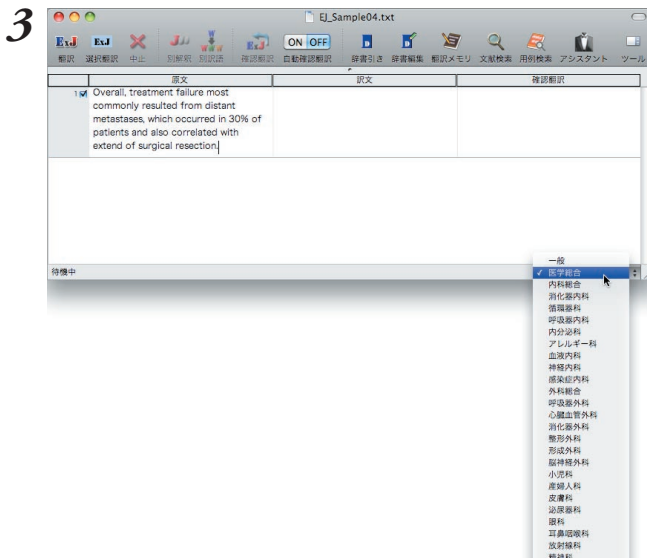 3
EJ_Sample04.txt
ExJ ExJ J ExJ ON OFF
翻訳 選択翻訳 中止 別解釈 別訳語 確認翻訳 自動確認翻訳 辞書引き 辞書編集 翻訳メモリ 文献検索 用例検索 アシスタント ツール
原文 訳文 確認翻訳
1 Overall, treatment failure most
commonly resulted from distant
metastases, which occurred in 30% of
patients and also correlated with
extend of surgical resection.
待機中
一般
✓ 医学総合
内科総合
消化器内科
循環器科
呼吸器内科
内分泌科
アレルギー科
血液内科
神経内科
感染症内科
外科総合
呼吸器外科
心臓血管外科
消化器外科
整形外科
形成外科
脳神経外科
小児科
産婦人科
皮膚科
泌尿器科
眼科
耳鼻咽喉科
放射線科
精神科